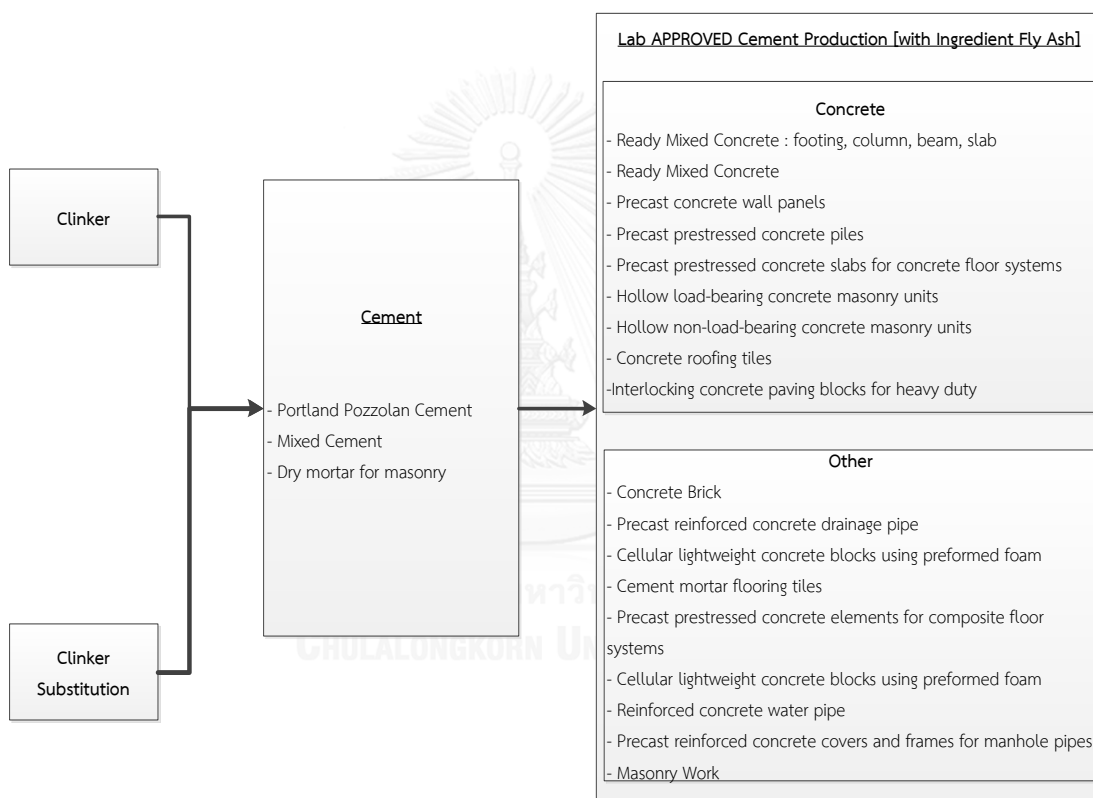 Clinker
Clinker
Substitution
Cement
- Portland Pozzolan Cement
- Mixed Cement
- Dry mortar for masonry
Lab APPROVED Cement Production [with Ingredient Fly Ash]
Concrete
- Ready Mixed Concrete : footing, column, beam, slab
- Ready Mixed Concrete
- Precast concrete wall panels
- Precast prestressed concrete piles
- Precast prestressed concrete slabs for concrete floor systems
- Hollow load-bearing concrete masonry units
- Hollow non-load-bearing concrete masonry units
- Concrete roofing tiles
-Interlocking concrete paving blocks for heavy duty
Other
- Concrete Brick
- Precast reinforced concrete drainage pipe
- Cellular lightweight concrete blocks using preformed foam
- Cement mortar flooring tiles
- Precast prestressed concrete elements for composite floor
systems
- Cellular lightweight concrete blocks using preformed foam
- Reinforced concrete water pipe
- Precast reinforced concrete covers and frames for manhole pipes
- Masonry Work
CHULALONGKORN